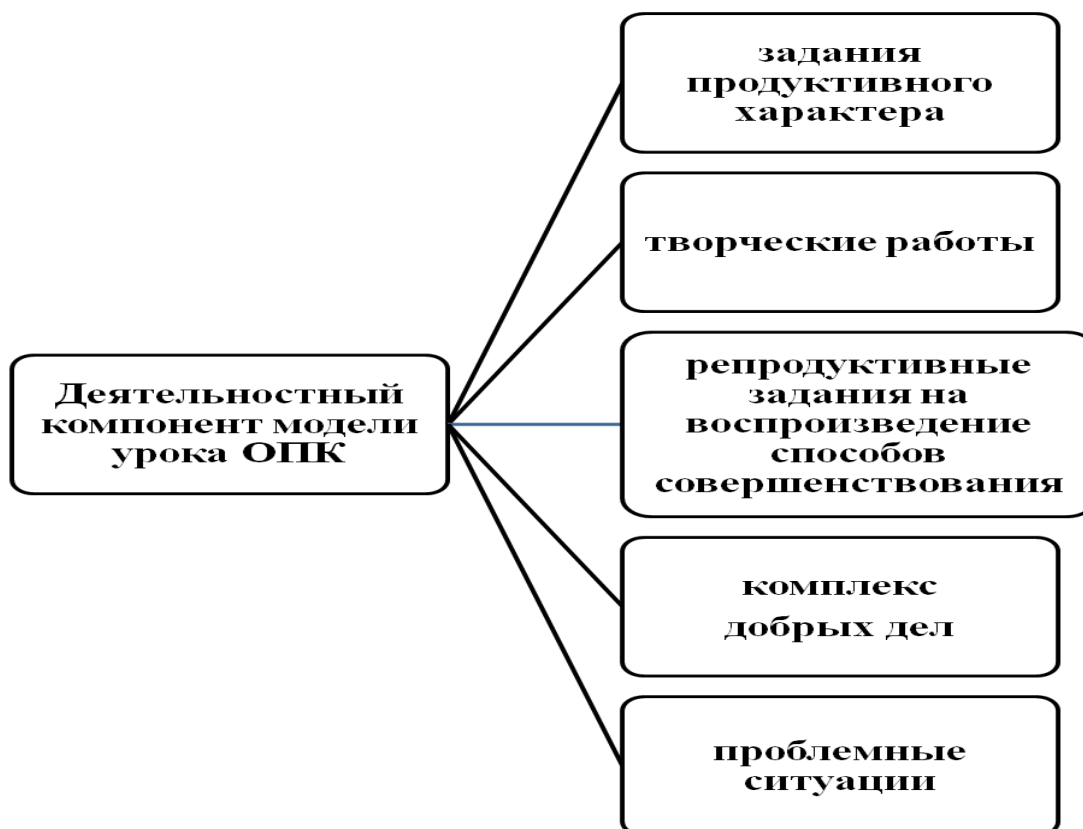 задания
продуктивного
характера
творческие работы
Деятельностный
компонент модели
урока ОПК
репродуктивные
задания на
воспроизведение
способов
совершенствования
комплекс
добрых дел
проблемные
ситуации